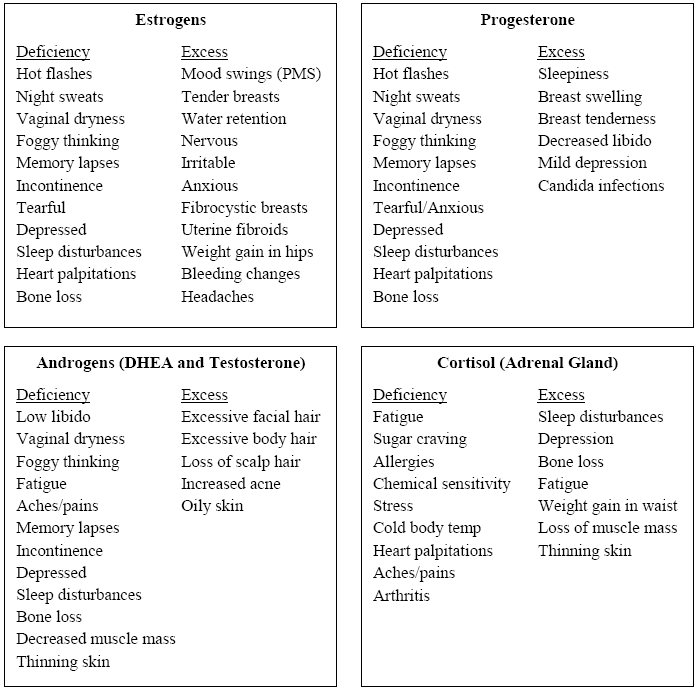 Estrogens
Deficiency Excess
Hot flashes Mood swings (PMS)
Night sweats Tender breasts
Vaginal dryness Water retention
Foggy thinking Nervous
Memory lapses Irritable
Incontinence Anxious
Tearful Fibrocystic breasts
Depressed Uterine fibroids
Sleep disturbances Weight gain in hips
Heart palpitations Bleeding changes
Bone loss Headaches
Progesterone
Deficiency Excess
Hot flashes Sleepiness
Night sweats Breast swelling
Vaginal dryness Breast tenderness
Foggy thinking Decreased libido
Memory lapses Mild depression
Incontinence Candida infections
Tearful/Anxious
Depressed
Sleep disturbances
Heart palpitations
Bone loss
Androgens (DHEA and Testosterone)
Deficiency Excess
Low libido Excessive facial hair
Vaginal dryness Excessive body hair
Foggy thinking Loss of scalp hair
Fatigue Increased acne
Aches/pains Oily skin
Memory lapses
Incontinence
Depressed
Sleep disturbances
Bone loss
Decreased muscle mass
Thinning skin
Cortisol (Adrenal Gland)
Deficiency Excess
Fatigue Sleep disturbances
Sugar craving Depression
Allergies Bone loss
Chemical sensitivity Fatigue
Stress Weight gain in waist
Cold body temp Loss of muscle mass
Heart palpitations Thinning skin
Aches/pains
Arthritis